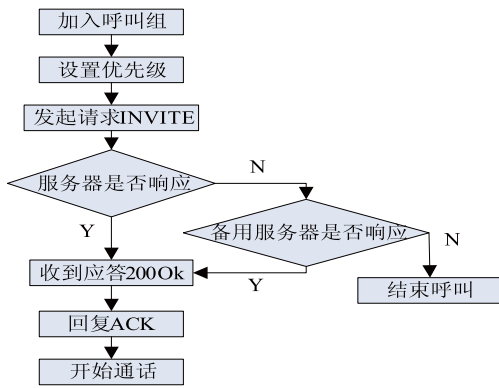 加入呼叫组
设置优先级
发起请求INVITE
服务器是否响应
N
备用服务器是否响应
Y
N
收到应答200Ok
Y
结束呼叫
回复ACK
开始通话